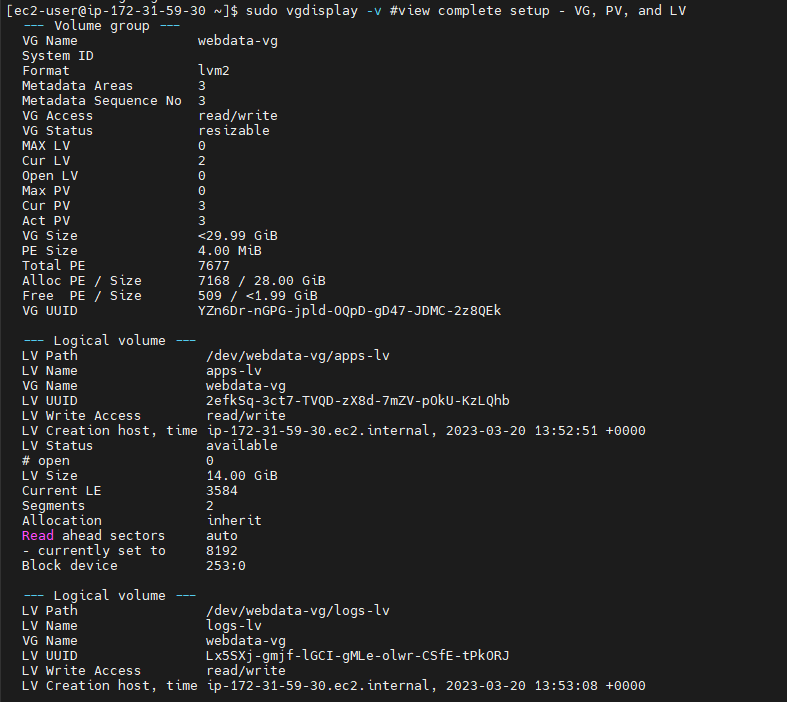 [ec2-user@ip-172-31-59-30 ~]$ sudo vgdisplay -v #view complete setup - VG, PV, and LV
  --- Volume group ---
  VG Name               webdata-vg
  System ID
  Format                lvm2
  Metadata Areas        3
  Metadata Sequence No  3
  VG Access             read/write
  VG Status             resizable
  MAX LV                0
  Cur LV                2
  Open LV               0
  Max PV                0
  Cur PV                3
  Act PV                3
  VG Size               <29.99 GiB
  PE Size               4.00 MiB
  Total PE              7677
  Alloc PE / Size       7168 / 28.00 GiB
  Free  PE / Size       509 / <1.99 GiB
  VG UUID               YZn6Dr-nGPG-jpld-OQpD-gD47-JDMC-2z8QEk

  --- Logical volume ---
  LV Path                /dev/webdata-vg/apps-lv
  LV Name                apps-lv
  VG Name                webdata-vg
  LV UUID                2efkSq-3ct7-TVQD-zX8d-7mZV-pOkU-KzLQhb
  LV Write Access        read/write
  LV Creation host, time ip-172-31-59-30.ec2.internal, 2023-03-20 13:52:51 +0000
  LV Status              available
  # open                 0
  LV Size                14.00 GiB
  Current LE             3584
  Segments               2
  Allocation             inherit
  Read ahead sectors     auto
  - currently set to     8192
  Block device           253:0

  --- Logical volume ---
  LV Path                /dev/webdata-vg/logs-lv
  LV Name                logs-lv
  VG Name                webdata-vg
  LV UUID                Lx5SXj-gmjf-lGCI-gMLe-olwr-CSfE-tPkORJ
  LV Write Access        read/write
  LV Creation host, time ip-172-31-59-30.ec2.internal, 2023-03-20 13:53:08 +0000